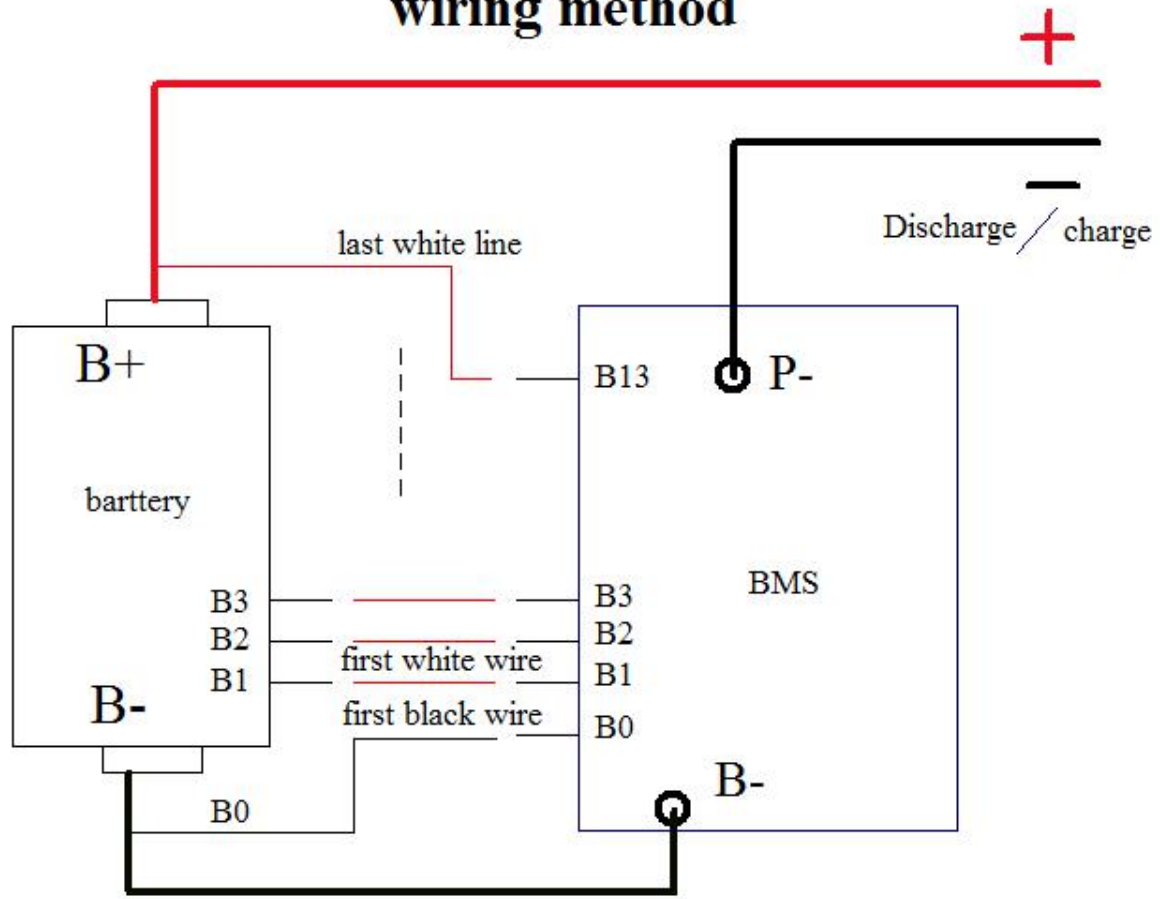 wiring method
+
−
Discharge / charge
last white line
B+
B13
P-
barttery
BMS
B3
B3
B2
B2
first white wire
B1
B1
B-
first black wire
B0
B-
B0